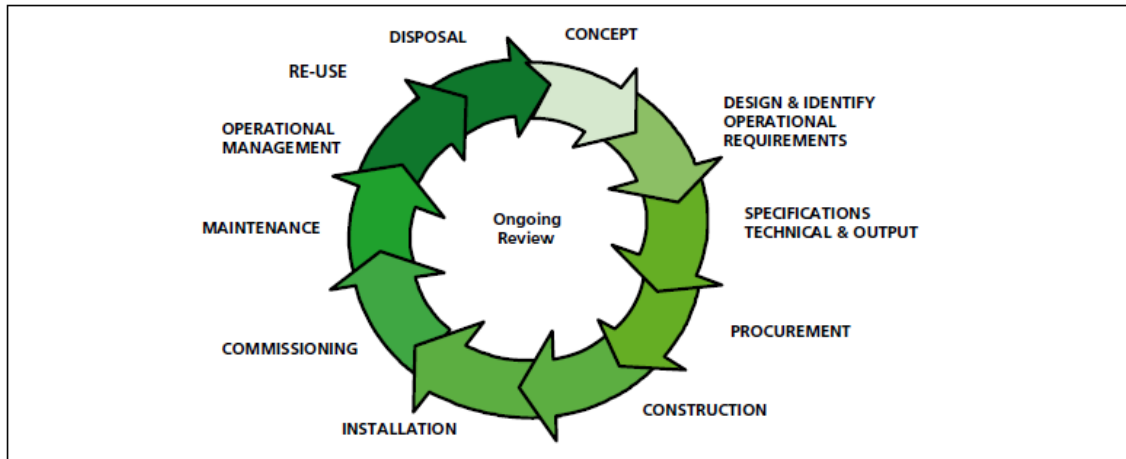 CONCEPT
DESIGN & IDENTIFY
OPERATIONAL
REQUIREMENTS
SPECIFICATIONS
TECHNICAL & OUTPUT
PROCUREMENT
CONSTRUCTION
INSTALLATION
COMMISSIONING
MAINTENANCE
OPERATIONAL
MANAGEMENT
RE-USE
DISPOSAL
Ongoing
Review